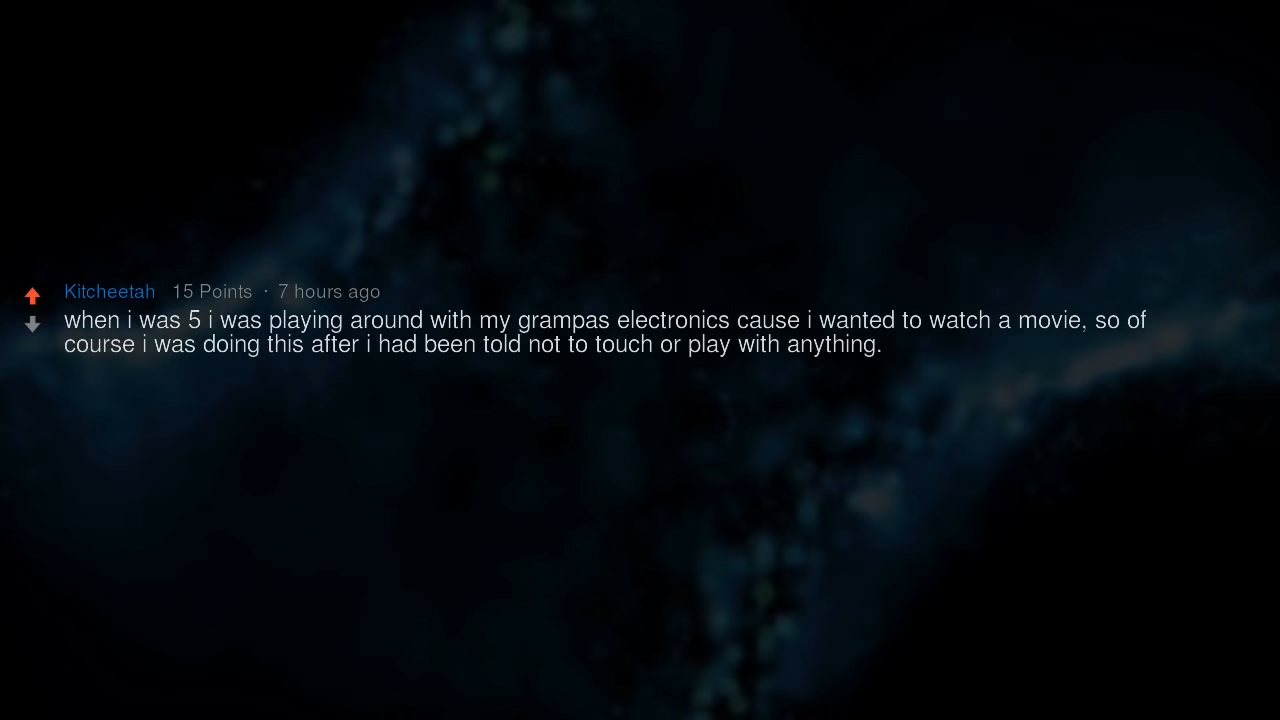 Kitcheetah 15 Points · 7 hours ago
when i was 5 i was playing around with my grampas electronics cause i wanted to watch a movie, so of
course i was doing this after i had been told not to touch or play with anything.